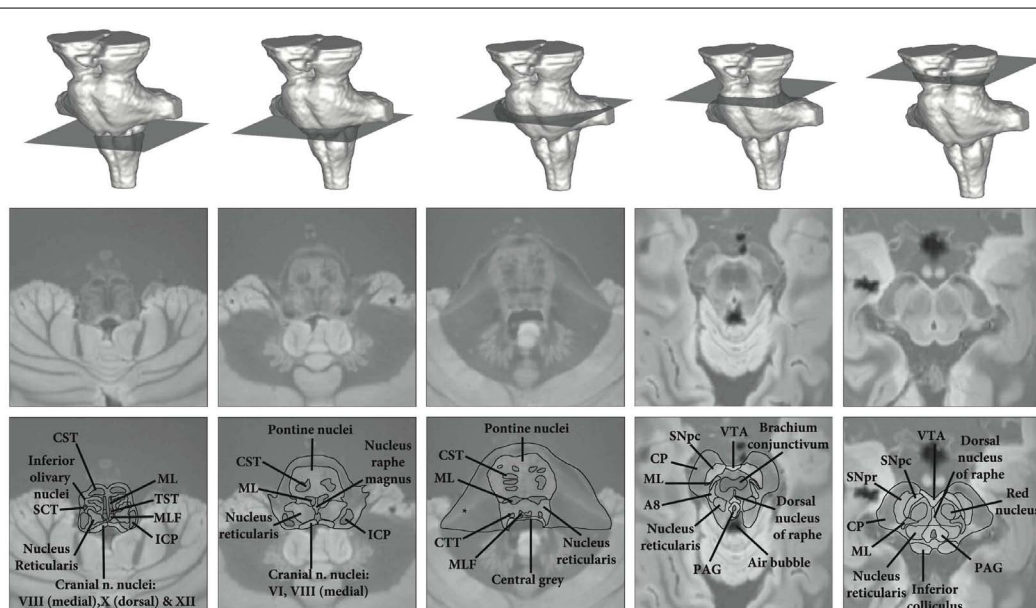 CST
Inferior
olivary
nuclei
SCT
Nucleus
Reticularis
ML
TST
MLF
ICP
Cranial n. nuclei:
VIII (medial),X (dorsal) & XII
Pontine nuclei
CST
Nucleus
raphe
magnus
ML
Nucleus
reticularis
ICP
Cranial n. nuclei:
VI, VIII (medial)
Pontine nuclei
CST
ML
*
CTT
MLF
Nucleus
reticularis
Central grey
SNpc
VTA
Brachium
conjunctivum
CP
ML
A8
Nucleus
reticularis
Dorsal
nucleus
of raphe
PAG
Air bubble
VTA
Dorsal
nucleus
of raphe
SNpc
SNpr
Red
nucleus
CP
ML
Nucleus
reticularis
PAG
Inferior
colliculus